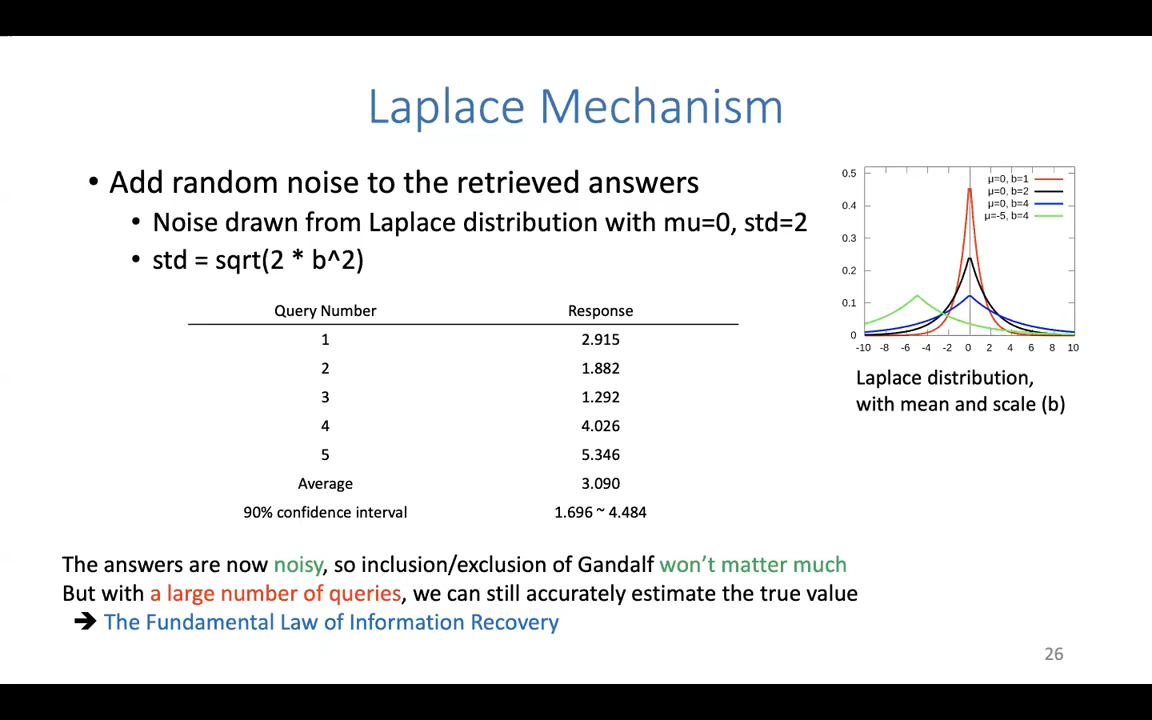 Laplace Mechanism
• Add random noise to the retrieved answers
• Noise drawn from Laplace distribution with mu=0, std=2
• std = sqrt(2 * b^2)
Query Number Response
1 2.915
2 1.882
3 1.292
4 4.026
5 5.346
Average 3.090
90% confidence interval 1.696 ~ 4.484
0.5
0.4
0.3
0.2
0.1
0
μ=0, b=1
μ=0, b=2
μ=0, b=4
μ=-5, b=4
-10 -8 -6 -4 -2 0 2 4 6 8 10
Laplace distribution,
with mean and scale (b)
The answers are now noisy, so inclusion/exclusion of Gandalf won’t matter much
But with a large number of queries, we can still accurately estimate the true value
➔ The Fundamental Law of Information Recovery
26